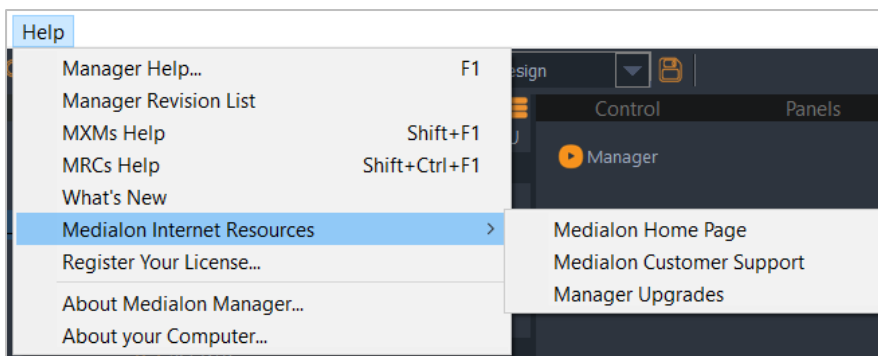 Help
Manager Help... F1
Manager Revision List
MXMs Help Shift+F1
MRCs Help Shift+Ctrl+F1
What's New
Medialon Internet Resources >
Register Your License...
About Medialon Manager...
About your Computer...
Medialon Home Page
Medialon Customer Support
Manager Upgrades
esign
Control Panels
Manager